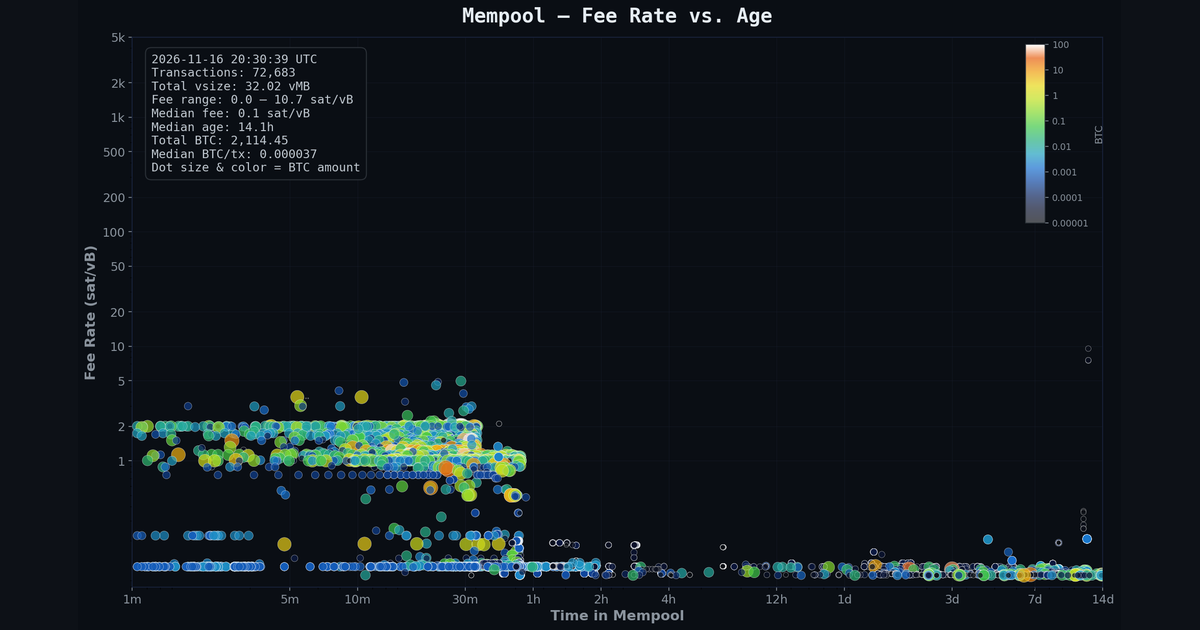 Mempool — Fee Rate vs. Age
2026-11-16 20:30:39 UTC
Transactions: 72,683
Total vsize: 32.02 vMB
Fee range: 0.0 – 10.7 sat/vB
Median fee: 0.1 sat/vB
Median age: 14.1h
Total BTC: 2,114.45
Median BTC/tx: 0.000037
Dot size & color = BTC amount
100
10
1
0.1
0.01
0.001
0.0001
0.00001
BTC
Fee Rate (sat/vB)
5k
2k
1k
500
200
100
50
20
10
5
2
1
1m
5m
10m
30m
1h
2h
4h
12h
1d
3d
7d
14d
Time in Mempool